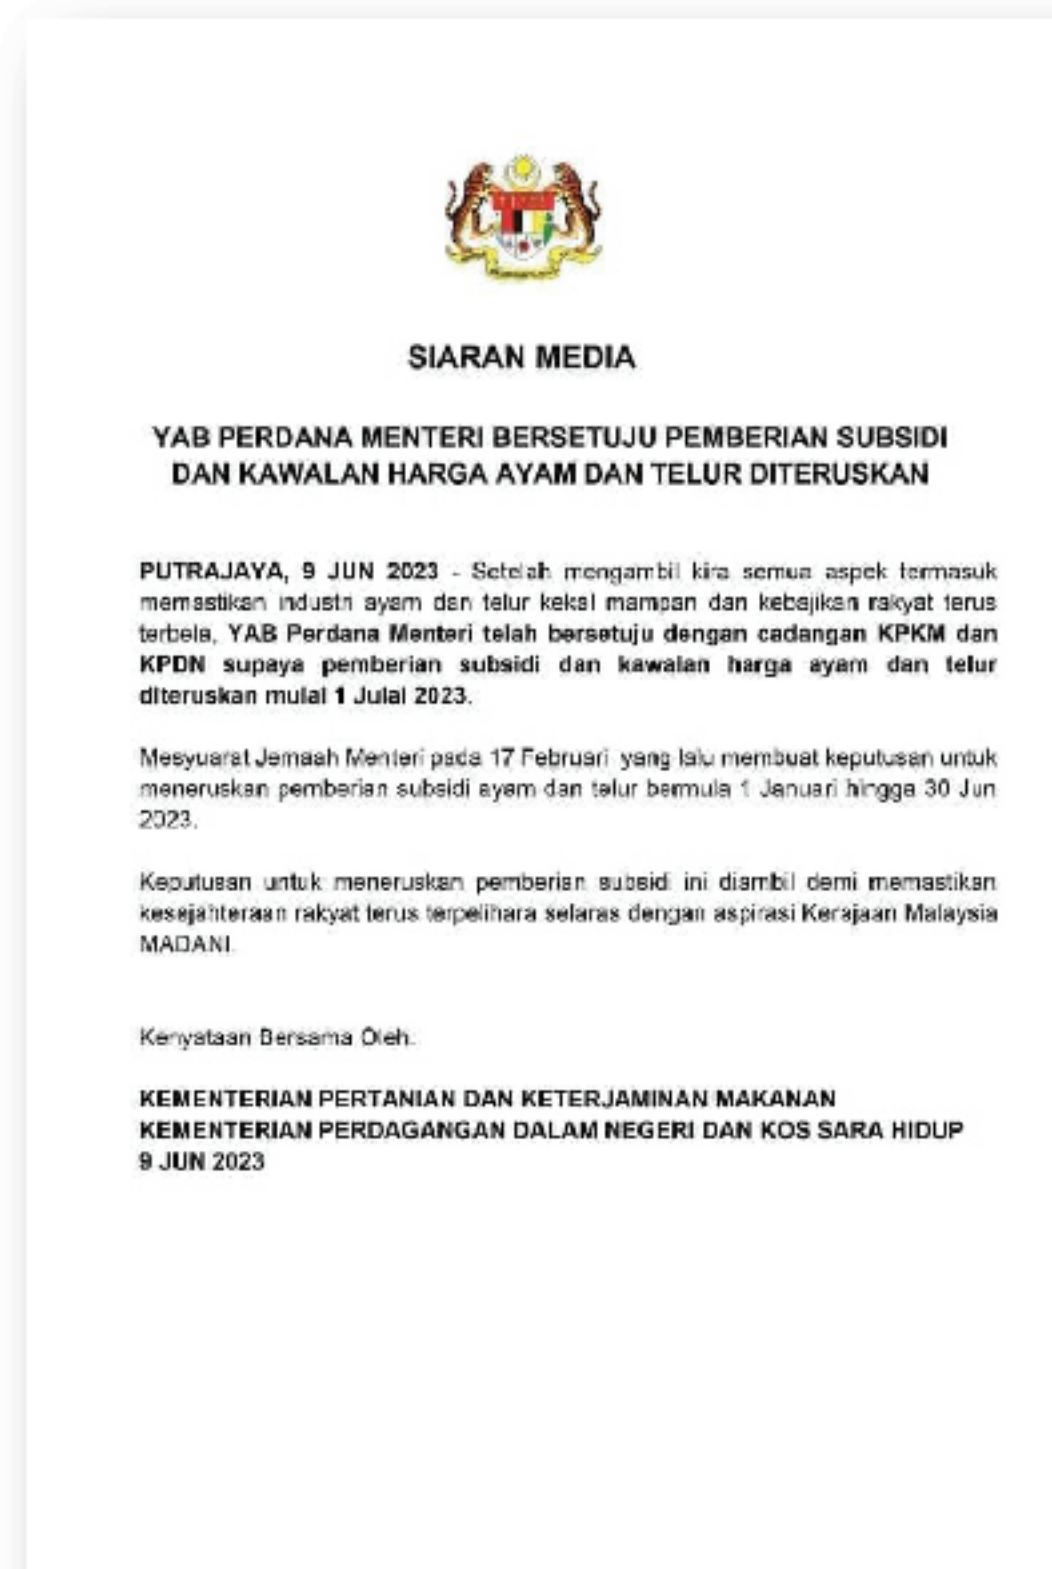 SIARAN MEDIA
YAB PERDANA MENTERI BERSETUJU PEMBERIAN SUBSIDI
DAN KAWALAN HARGA AYAM DAN TELUR DITERUSKAN
PUTRAJAYA, 9 JUN 2023 - Setelah mengambil kira semua aspek termasuk
memastikan industri ayam dan telur kekal mampan dan kebajikan rakyat terus
terbela, YAB Perdana Menteri telah bersetuju dengan cadangan KPKM dan
KPDN supaya pemberian subsidi dan kawalan harga ayam dan telur
diteruskan mulai 1 Julai 2023.
Mesyuarat Jemaah Menteri pada 17 Februari yang lalu membuat keputusan untuk
meneruskan pemberian subsidi ayam dan telur bermula 1 Januari hingga 30 Jun
2023.
Keputusan untuk meneruskan pemberian subsidi ini diambil demi memastikan
kesejahteraan rakyat terus terpelihara selaras dengan aspirasi Kerajaan Malaysia
MADANI.
Kenyataan Bersama Oleh:
KEMENTERIAN PERTANIAN DAN KETERJAMINAN MAKANAN
KEMENTERIAN PERDAGANGAN DALAM NEGERI DAN KOS SARA HIDUP
9 JUN 2023